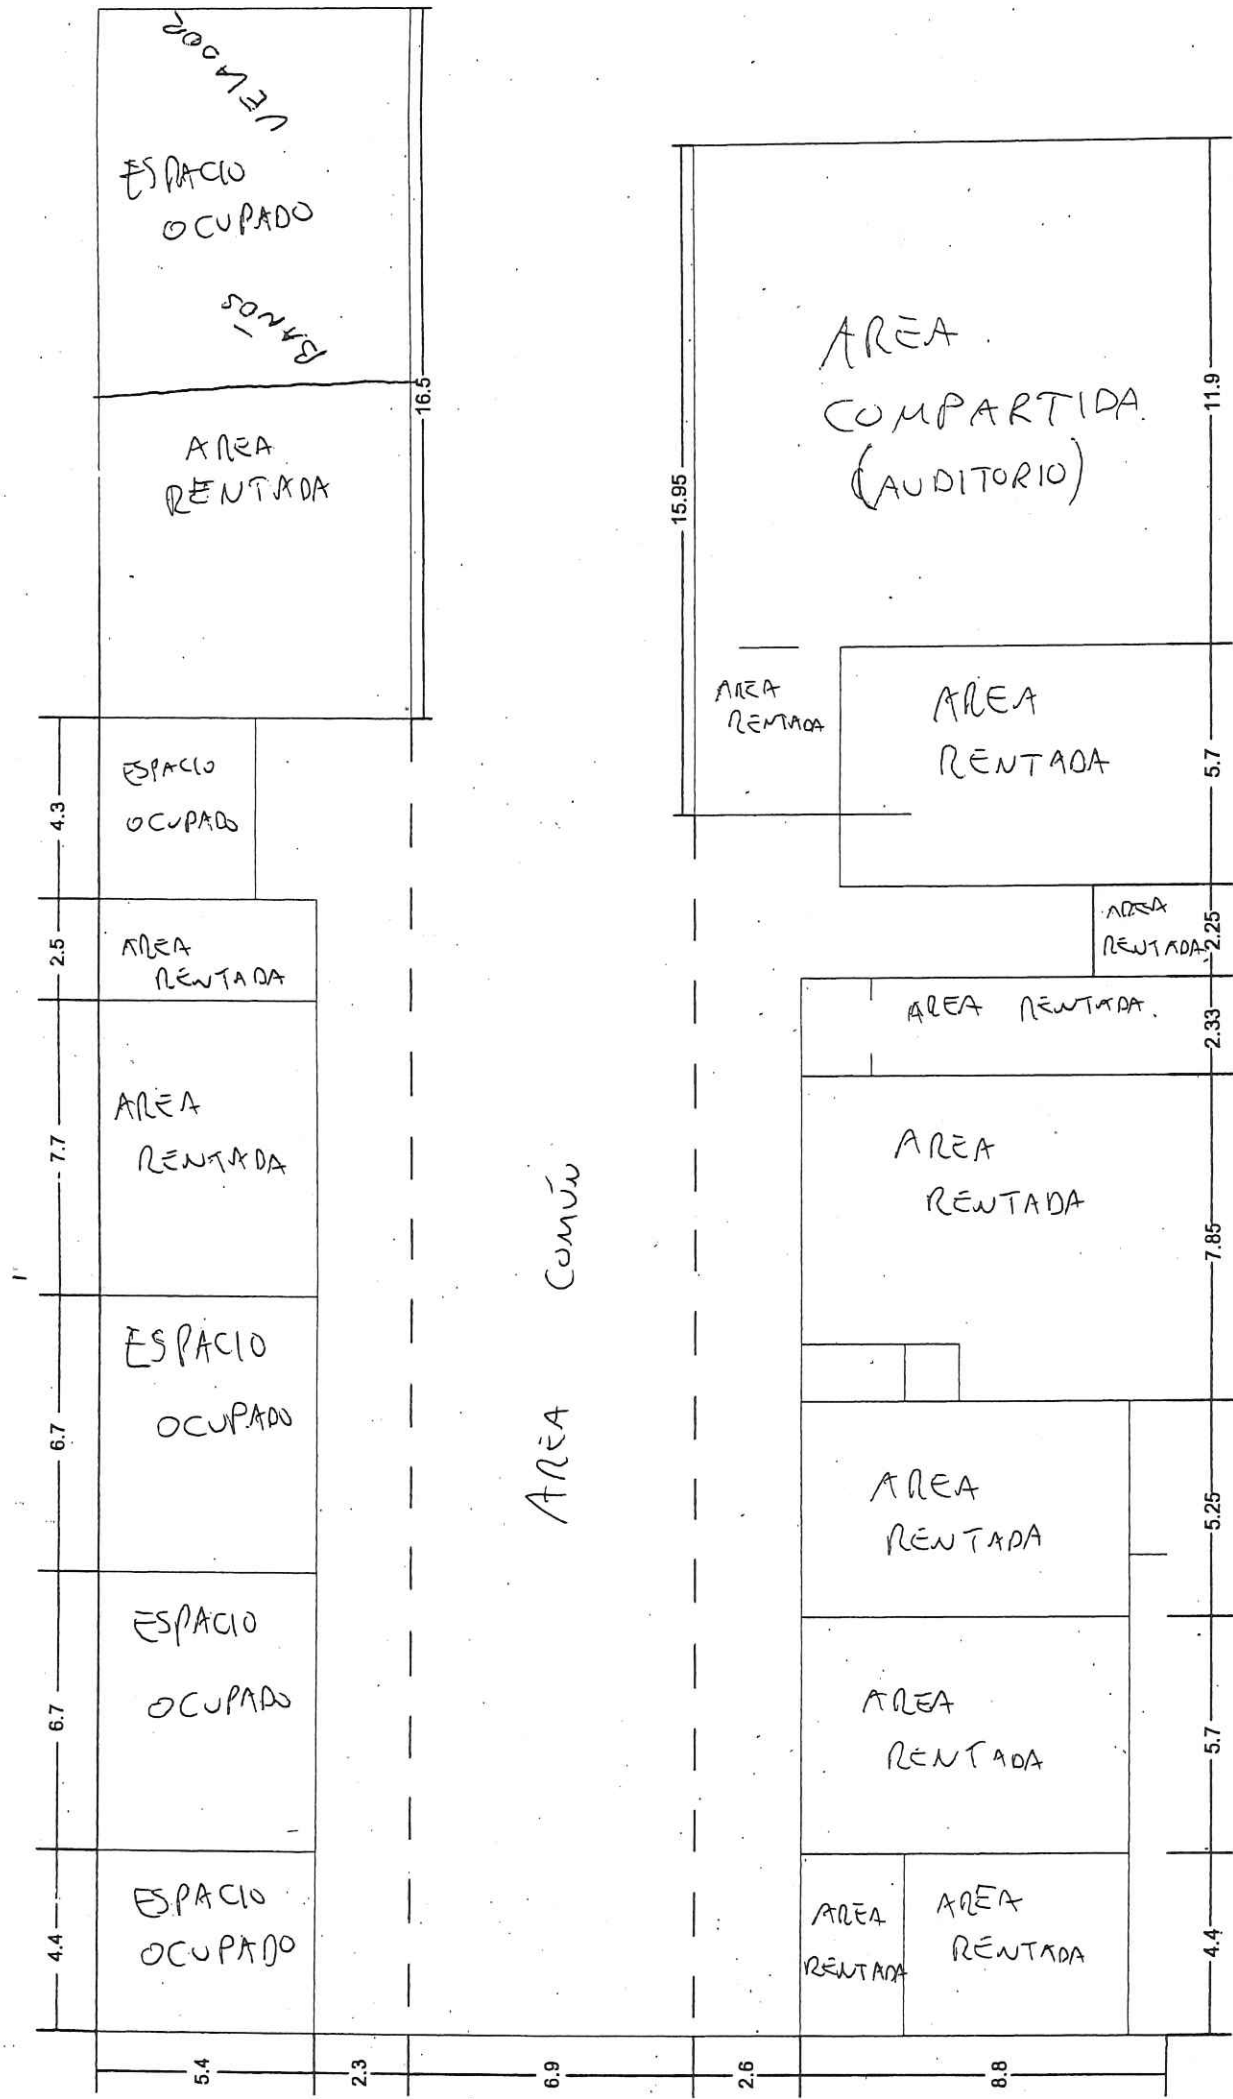 VELADOR
ESPACIO
OCUPADO
BAÑOS
AREA
RENTADA
16.5
ESPACIO
OCUPADO
4.3
AREA
RENTADA
2.5
AREA
RENTADA
7.7
ESPACIO
OCUPADO
6.7
ESPACIO
OCUPADO
6.7
ESPACIO
OCUPADO
4.4
AREA COMÚN
15.95
AREA
COMPARTIDA
(AUDITORIO)
11.9
AREA
RENTADA
AREA
RENTADA
5.7
AREA
RENTADA
2.25
AREA RENTADA.
2.33
AREA
RENTADA
7.85
AREA
RENTADA
5.25
AREA
RENTADA
5.7
AREA
RENTADA
AREA
RENTADA
4.4
5.4
2.3
6.9
2.6
8.8